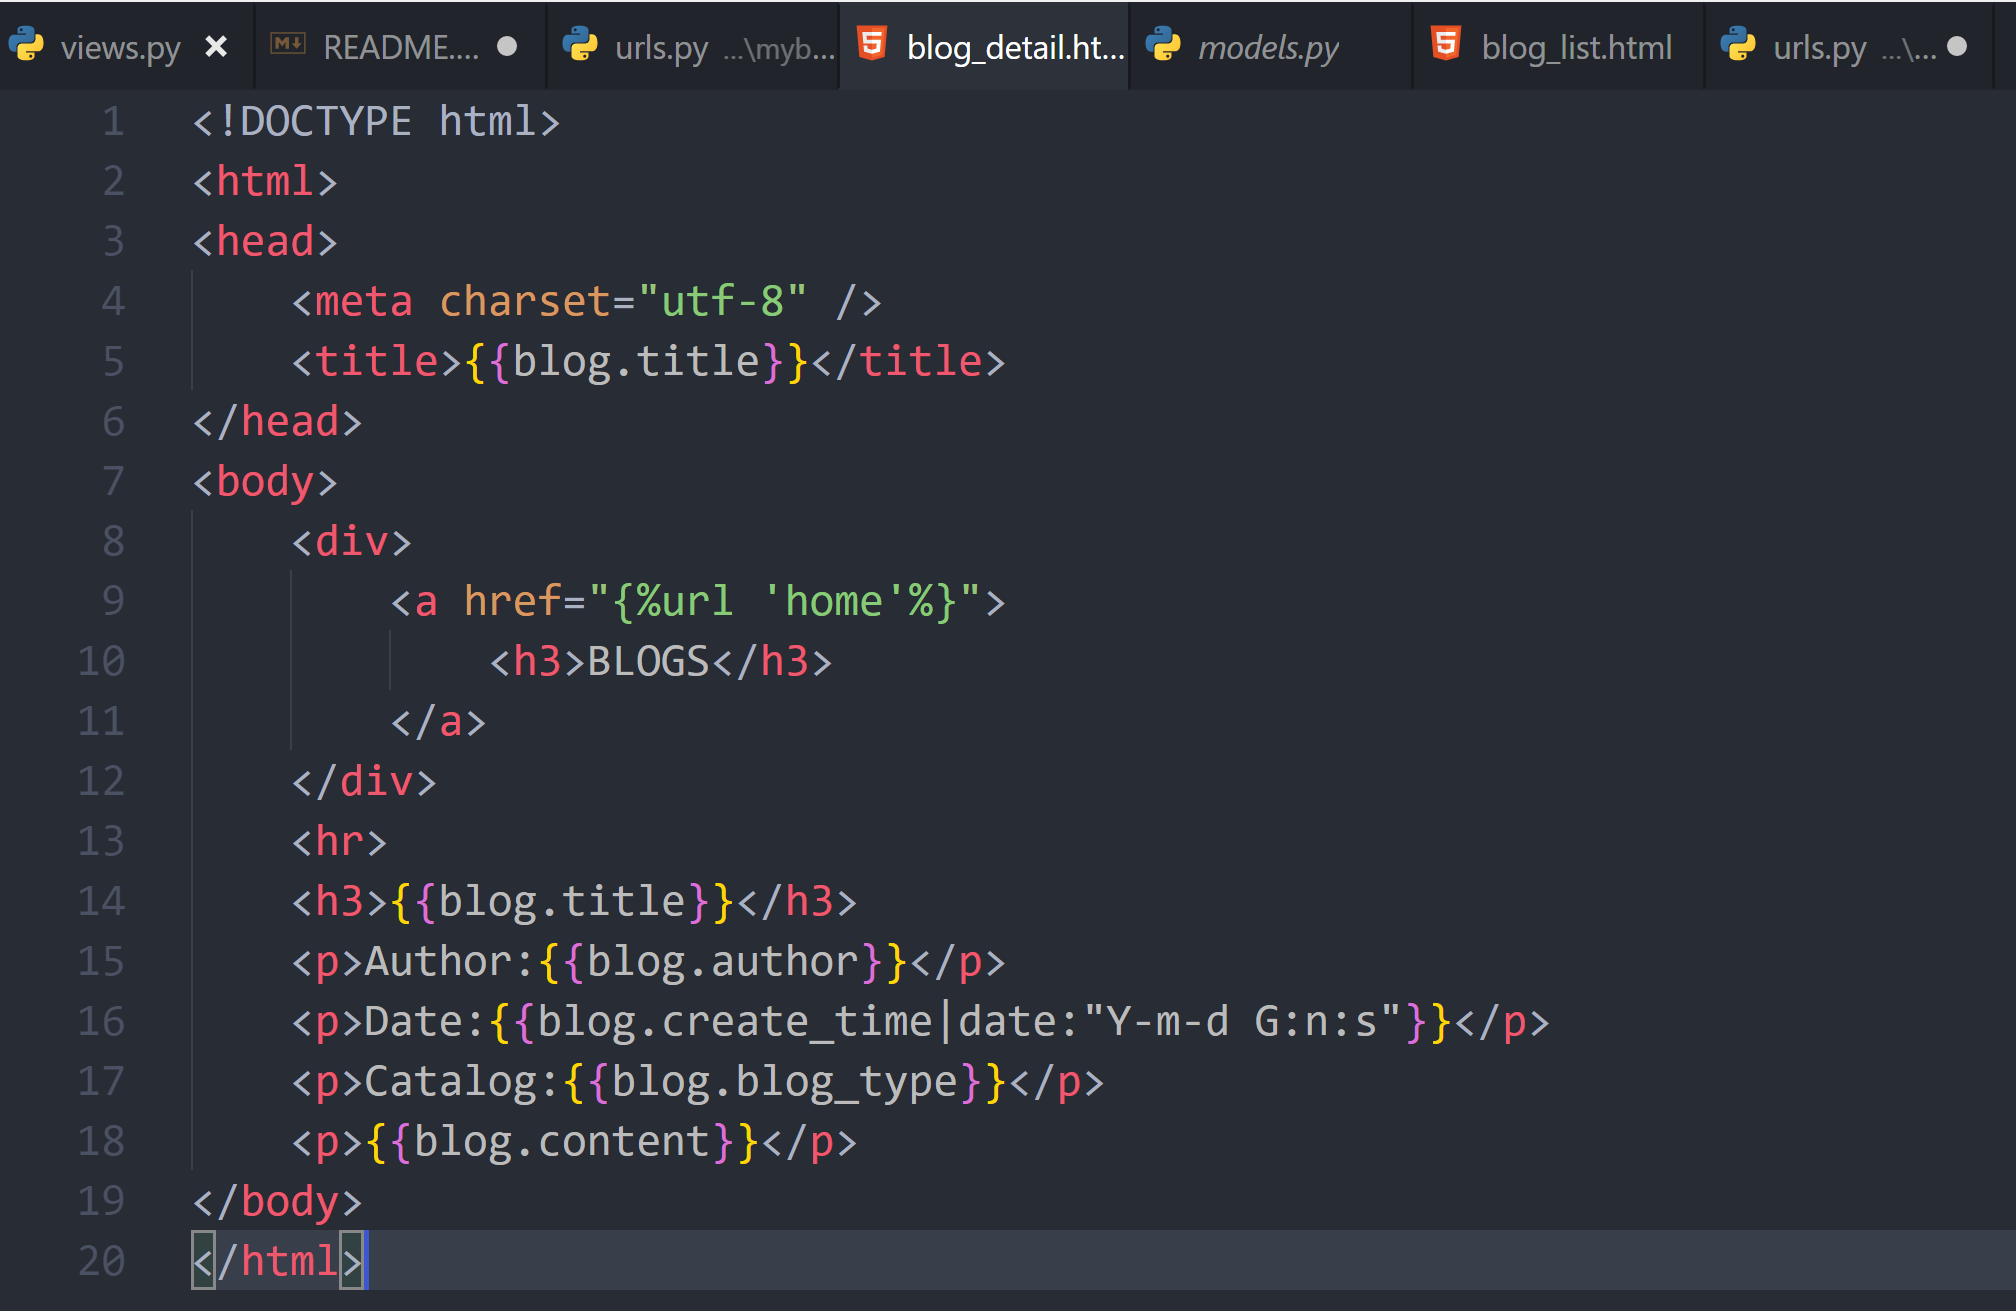 views.py README.... urls.py ...\myb... blog_detail.ht... models.py blog_list.html urls.py ...\...
1 <!DOCTYPE html>
2 <html>
3 <head>
4     <meta charset="utf-8" />
5     <title>{{blog.title}}</title>
6 </head>
7 <body>
8     <div>
9         <a href="{%url 'home'%}">
10             <h3>BLOGS</h3>
11         </a>
12     </div>
13     <hr>
14     <h3>{{blog.title}}</h3>
15     <p>Author:{{blog.author}}</p>
16     <p>Date:{{blog.create_time|date:"Y-m-d G:n:s"}}</p>
17     <p>Catalog:{{blog.blog_type}}</p>
18     <p>{{blog.content}}</p>
19 </body>
20 </html>